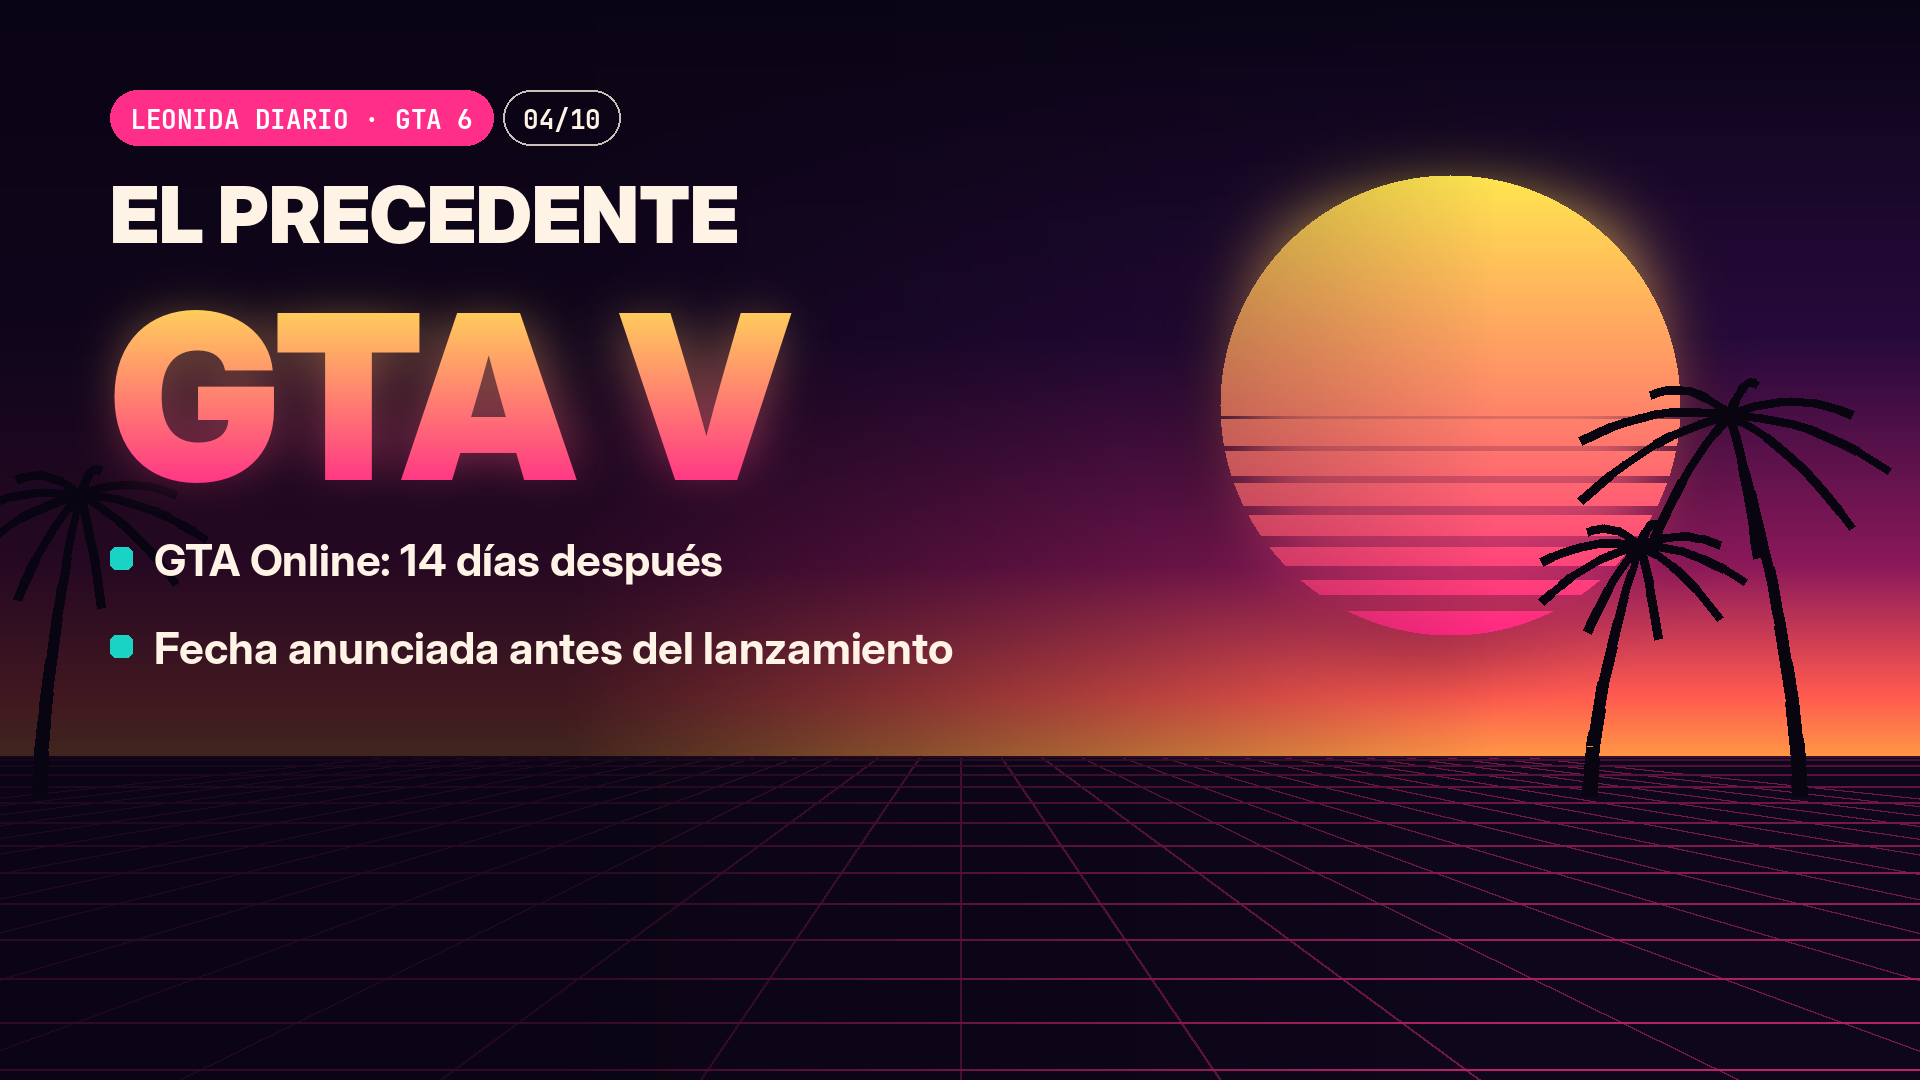 LEONIDA DIARIO · GTA 6
04/10
EL PRECEDENTE
GTA V
GTA Online: 14 días después
Fecha anunciada antes del lanzamiento